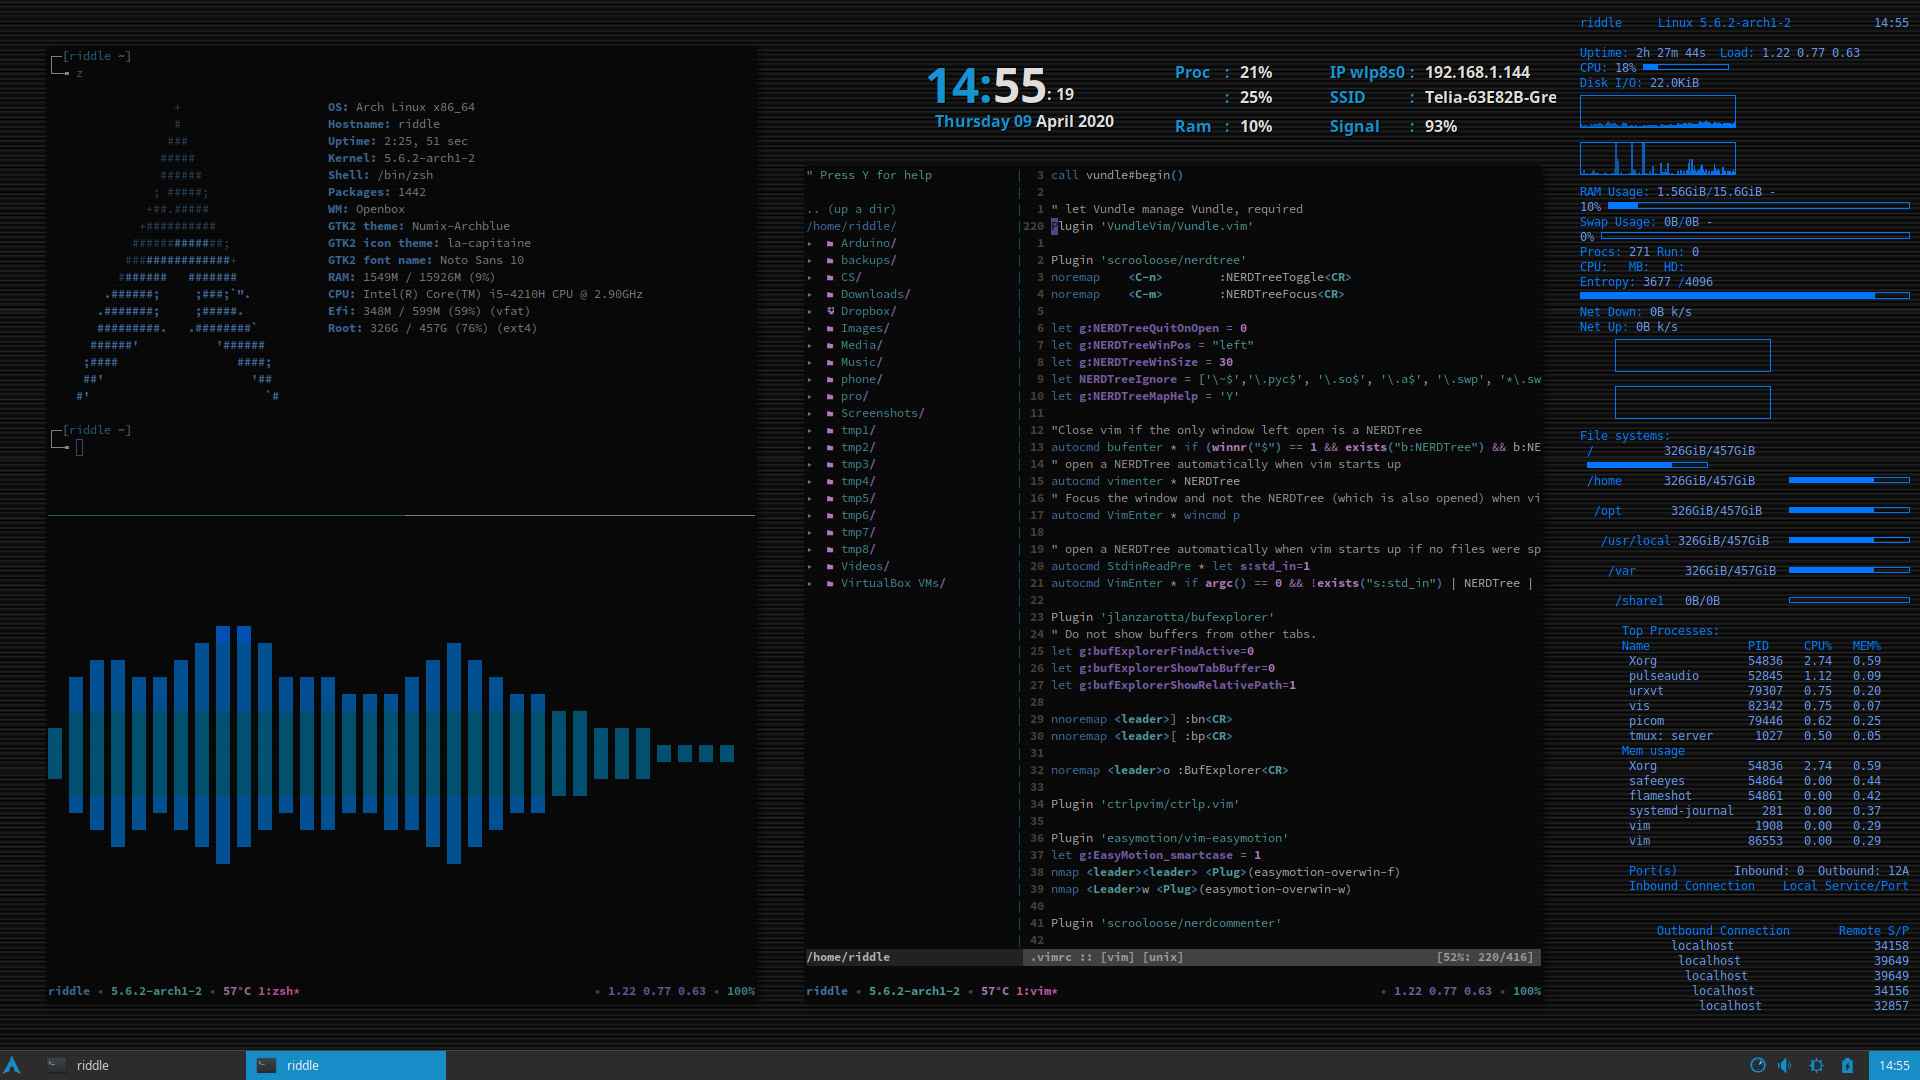 ┌─[riddle ~]
└─╼ z
OS: Arch Linux x86_64
Hostname: riddle
Uptime: 2:25, 51 sec
Kernel: 5.6.2-arch1-2
Shell: /bin/zsh
Packages: 1442
WM: Openbox
GTK2 theme: Numix-Archblue
GTK2 icon theme: la-capitaine
GTK2 font name: Noto Sans 10
RAM: 1549M / 15926M (9%)
CPU: Intel(R) Core(TM) i5-4210H CPU @ 2.90GHz
Efi: 348M / 599M (59%) (vfat)
Root: 326G / 457G (76%) (ext4)
┌─[riddle ~]
└─╼
riddle • 5.6.2-arch1-2 • 57°C 1:zsh* • 1.22 0.77 0.63 • 100%
14:55: 19
Thursday 09 April 2020
Proc : 21%
: 25%
Ram : 10%
IP wlp8s0 : 192.168.1.144
SSID : Telia-63E82B-Gre
Signal : 93%
" Press Y for help
.. (up a dir)
/home/riddle/
▸ Arduino/
▸ backups/
▸ CS/
▸ Downloads/
▸ Dropbox/
▸ Images/
▸ Media/
▸ Music/
▸ phone/
▸ pro/
▸ Screenshots/
▸ tmp1/
▸ tmp2/
▸ tmp3/
▸ tmp4/
▸ tmp5/
▸ tmp6/
▸ tmp7/
▸ tmp8/
▸ Videos/
▸ VirtualBox VMs/
3 call vundle#begin()
2
1 " let Vundle manage Vundle, required
220 Plugin 'VundleVim/Vundle.vim'
1
2 Plugin 'scrooloose/nerdtree'
3 noremap <C-n> :NERDTreeToggle<CR>
4 noremap <C-m> :NERDTreeFocus<CR>
5
6 let g:NERDTreeQuitOnOpen = 0
7 let g:NERDTreeWinPos = "left"
8 let g:NERDTreeWinSize = 30
9 let NERDTreeIgnore = ['\~$','\.pyc$', '\.so$', '\.a$', '\.swp', '*\.sw
10 let g:NERDTreeMapHelp = 'Y'
11
12 "Close vim if the only window left open is a NERDTree
13 autocmd bufenter * if (winnr("$") == 1 && exists("b:NERDTree") && b:NE
14 " open a NERDTree automatically when vim starts up
15 autocmd vimenter * NERDTree
16 " Focus the window and not the NERDTree (which is also opened) when vi
17 autocmd VimEnter * wincmd p
18
19 " open a NERDTree automatically when vim starts up if no files were sp
20 autocmd StdinReadPre * let s:std_in=1
21 autocmd VimEnter * if argc() == 0 && !exists("s:std_in") | NERDTree |
22
23 Plugin 'jlanzarotta/bufexplorer'
24 " Do not show buffers from other tabs.
25 let g:bufExplorerFindActive=0
26 let g:bufExplorerShowTabBuffer=0
27 let g:bufExplorerShowRelativePath=1
28
29 nnoremap <leader>] :bn<CR>
30 nnoremap <leader>[ :bp<CR>
31
32 noremap <leader>o :BufExplorer<CR>
33
34 Plugin 'ctrlpvim/ctrlp.vim'
35
36 Plugin 'easymotion/vim-easymotion'
37 let g:EasyMotion_smartcase = 1
38 nmap <leader><leader> <Plug>(easymotion-overwin-f)
39 nmap <Leader>w <Plug>(easymotion-overwin-w)
40
41 Plugin 'scrooloose/nerdcommenter'
42
/home/riddle .vimrc :: [vim] [unix] [52%: 220/416]
riddle • 5.6.2-arch1-2 • 57°C 1:vim* • 1.22 0.77 0.63 • 100%
riddle Linux 5.6.2-arch1-2 14:55
Uptime: 2h 27m 44s Load: 1.22 0.77 0.63
CPU: 18%
Disk I/O: 22.0KiB
RAM Usage: 1.56GiB/15.6GiB -
10%
Swap Usage: 0B/0B -
0%
Procs: 271 Run: 0
CPU: MB: HD:
Entropy: 3677 /4096
Net Down: 0B k/s
Net Up: 0B k/s
File systems:
/ 326GiB/457GiB
/home 326GiB/457GiB
/opt 326GiB/457GiB
/usr/local 326GiB/457GiB
/var 326GiB/457GiB
/share1 0B/0B
Top Processes:
Name PID CPU% MEM%
Xorg 54836 2.74 0.59
pulseaudio 52845 1.12 0.09
urxvt 79307 0.75 0.20
vis 82342 0.75 0.07
picom 79446 0.62 0.25
tmux: server 1027 0.50 0.05
Mem usage
Xorg 54836 2.74 0.59
safeeyes 54864 0.00 0.44
flameshot 54861 0.00 0.42
systemd-journal 281 0.00 0.37
vim 1908 0.00 0.29
vim 86553 0.00 0.29
Port(s) Inbound: 0 Outbound: 12A
Inbound Connection Local Service/Port
Outbound Connection Remote S/P
localhost 34158
localhost 39649
localhost 39649
localhost 34156
localhost 32857
riddle
riddle
14:55